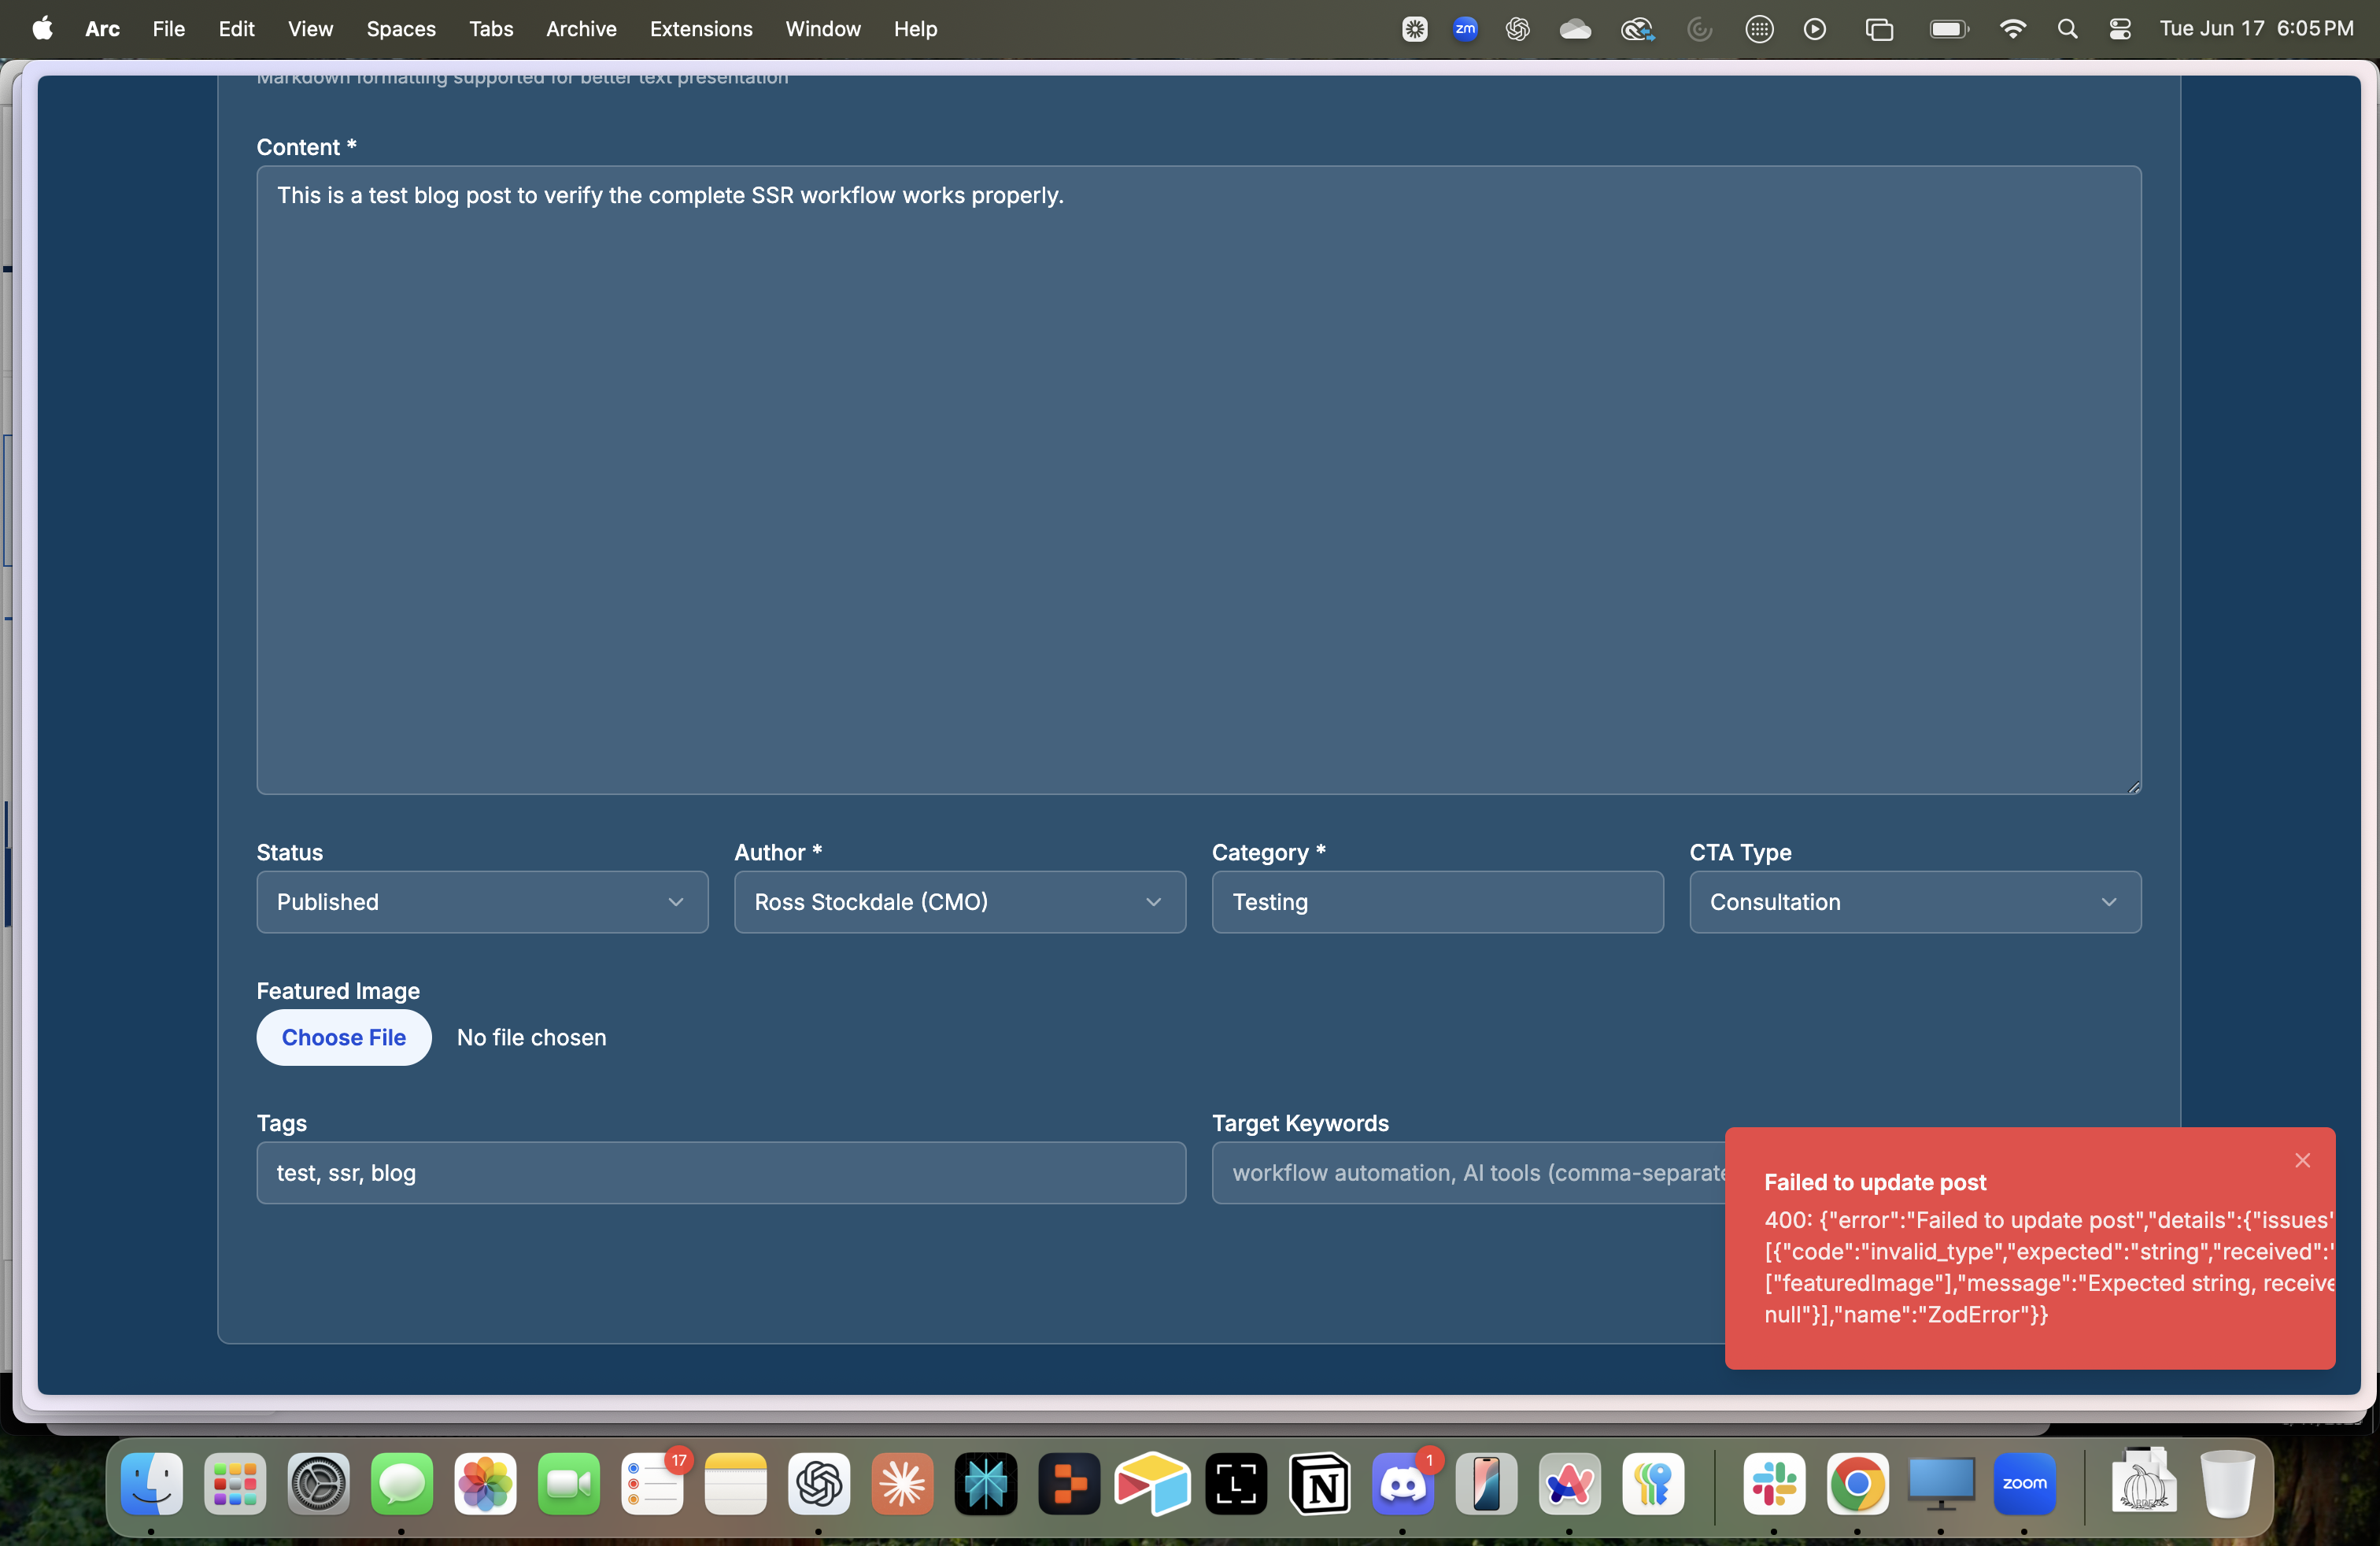 Arc File Edit View Spaces Tabs Archive Extensions Window Help zm Tue Jun 17 6:05 PM
Markdown formatting supported for better text presentation
Content *
This is a test blog post to verify the complete SSR workflow works properly.
Status Author * Category * CTA Type
Published Ross Stockdale (CMO) Testing Consultation
Featured Image
Choose File No file chosen
Tags Target Keywords
test, ssr, blog workflow automation, AI tools (comma-separate
Failed to update post
400: {"error":"Failed to update post","details":{"issues"
[{"code":"invalid_type","expected":"string","received":"
["featuredImage"],"message":"Expected string, receive
null"}],"name":"ZodError"}}
17 L N 1 zoom